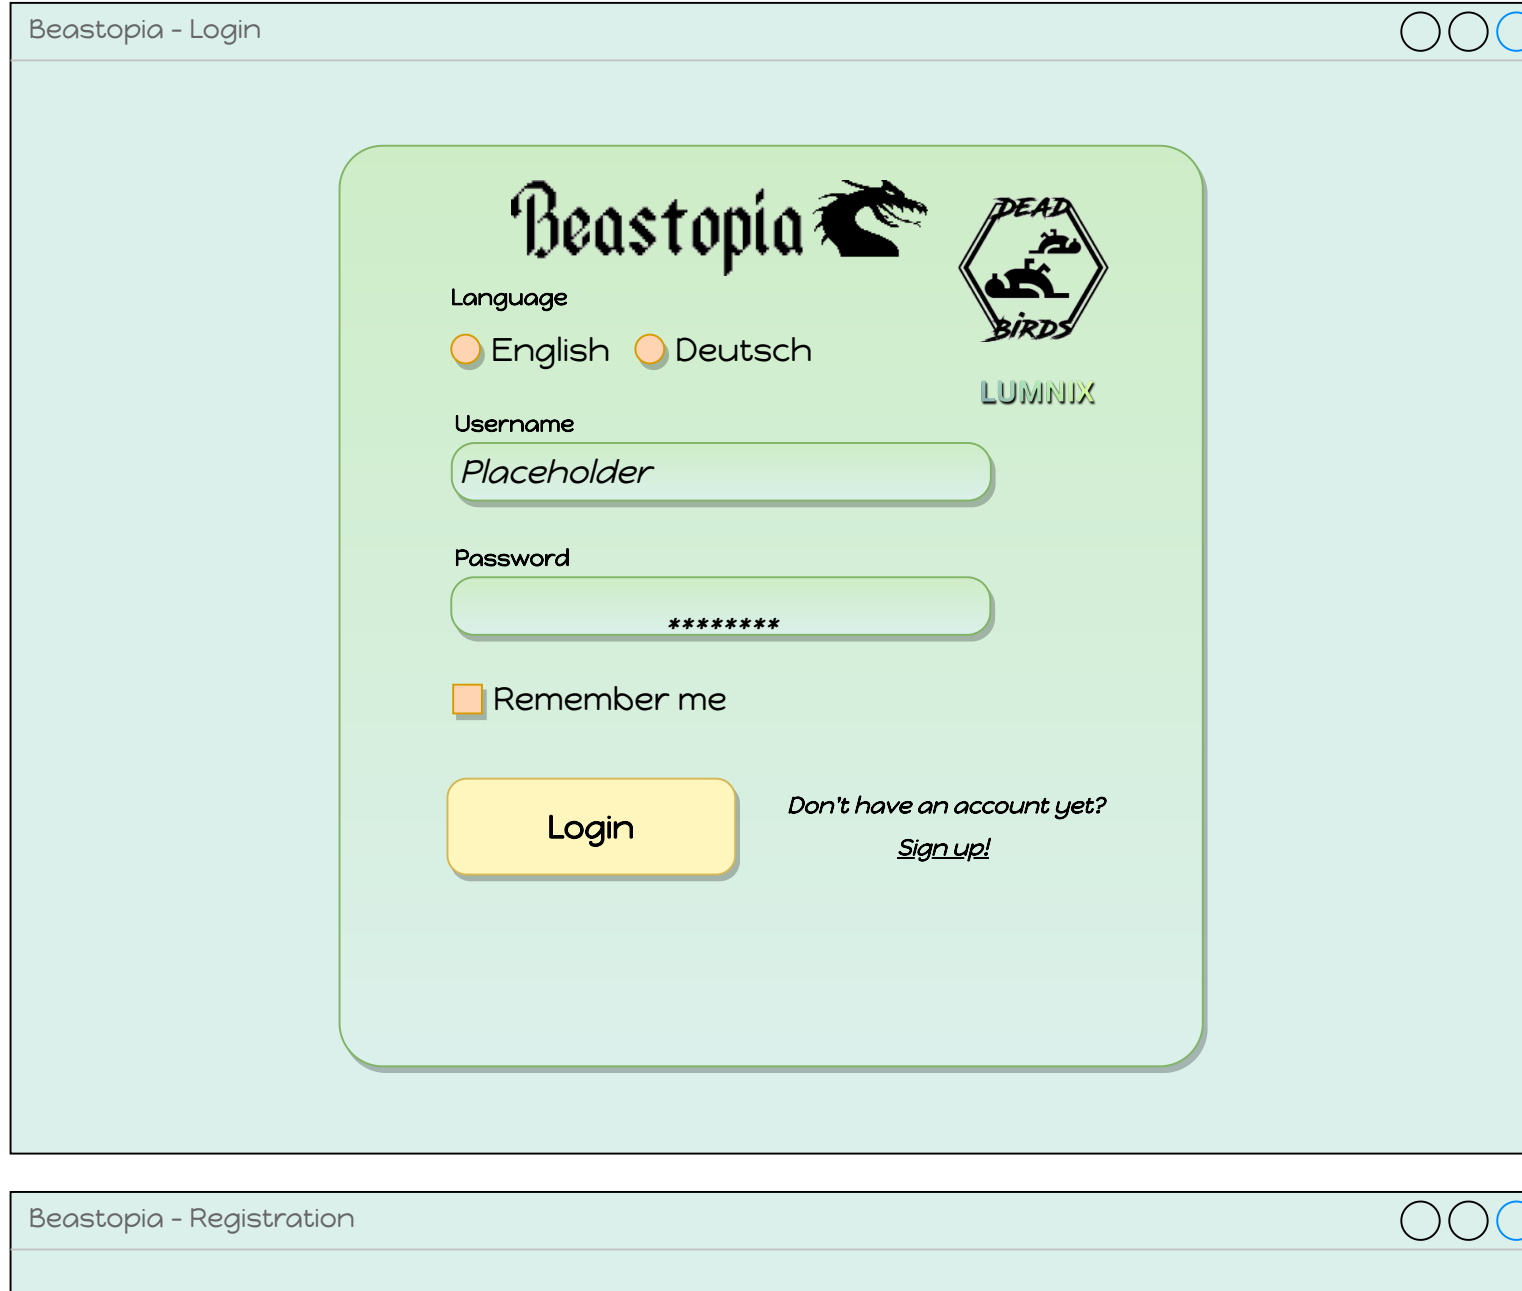 Beastopia - Login
Beastopia
DEAD
BIRDS
Language
English Deutsch
LUMNIX
Username
Placeholder
Password
********
Remember me
Login
Don't have an account yet?
Sign up!
Beastopia - Registration